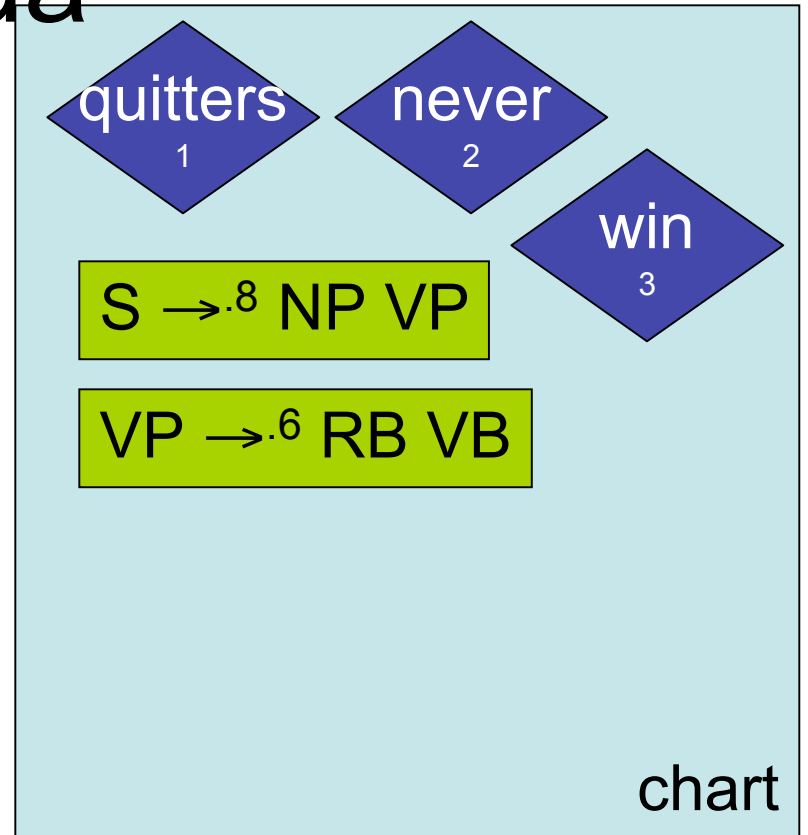 quitters
1
never
2
win
3
S →.8 NP VP
VP →.6 RB VB
chart